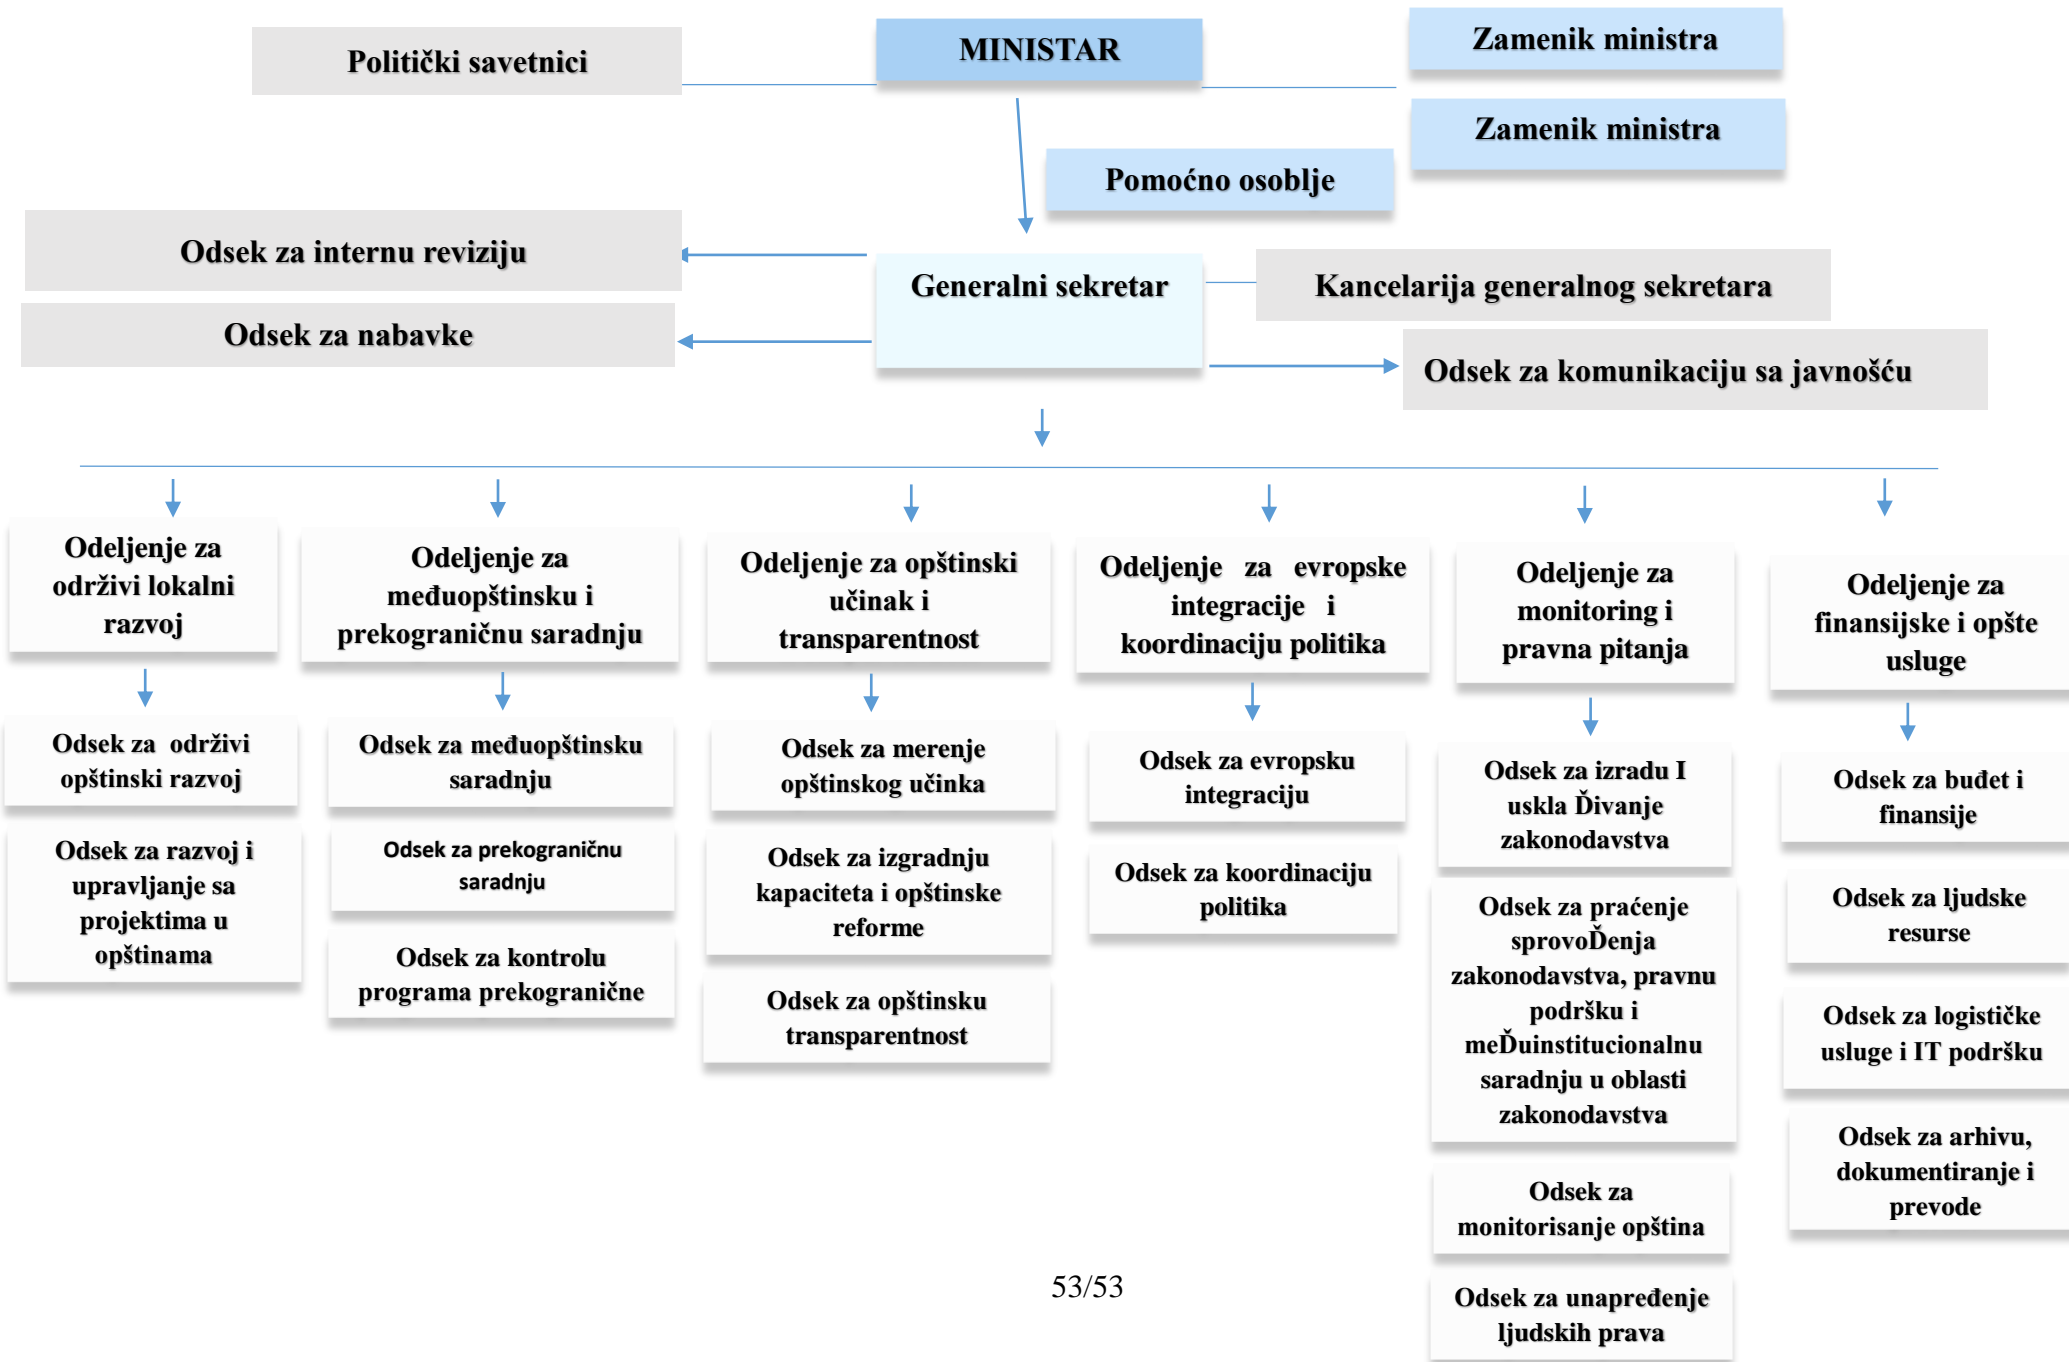 Politički savetnici
MINISTAR
Zamenik ministra
Zamenik ministra
Pomoćno osoblje
Odsek za internu reviziju
Generalni sekretar
Kancelarija generalnog sekretara
Odsek za nabavke
Odsek za komunikaciju sa javnošću
Odeljenje za
održivi lokalni
razvoj
Odeljenje za
međuopštinsku i
prekograničnu saradnju
Odeljenje za opštinski
učinak i
transparentnost
Odeljenje za evropske
integracije i
koordinaciju politika
Odeljenje za
monitoring i
pravna pitanja
Odeljenje za
finansijske i opšte
usluge
Odsek za održivi
opštinski razvoj
Odsek za razvoj i
upravljanje sa
projektima u
opštinama
Odsek za međuopštinsku
saradnju
Odsek za prekograničnu
saradnju
Odsek za kontrolu
programa prekogranične
Odsek za merenje
opštinskog učinka
Odsek za izgradnju
kapaciteta i opštinske
reforme
Odsek za opštinsku
transparentnost
Odsek za evropsku
integraciju
Odsek za koordinaciju
politika
Odsek za izradu I
uskla Ďivanje
zakonodavstva
Odsek za praćenje
sprovoĎenja
zakonodavstva, pravnu
podršku i
meĎuinstitucionalnu
saradnju u oblasti
zakonodavstva
Odsek za
monitorisanje opština
Odsek za unapređenje
ljudskih prava
Odsek za buđet i
finansije
Odsek za ljudske
resurse
Odsek za logističke
usluge i IT podršku
Odsek za arhivu,
dokumentiranje i
prevode
53/53